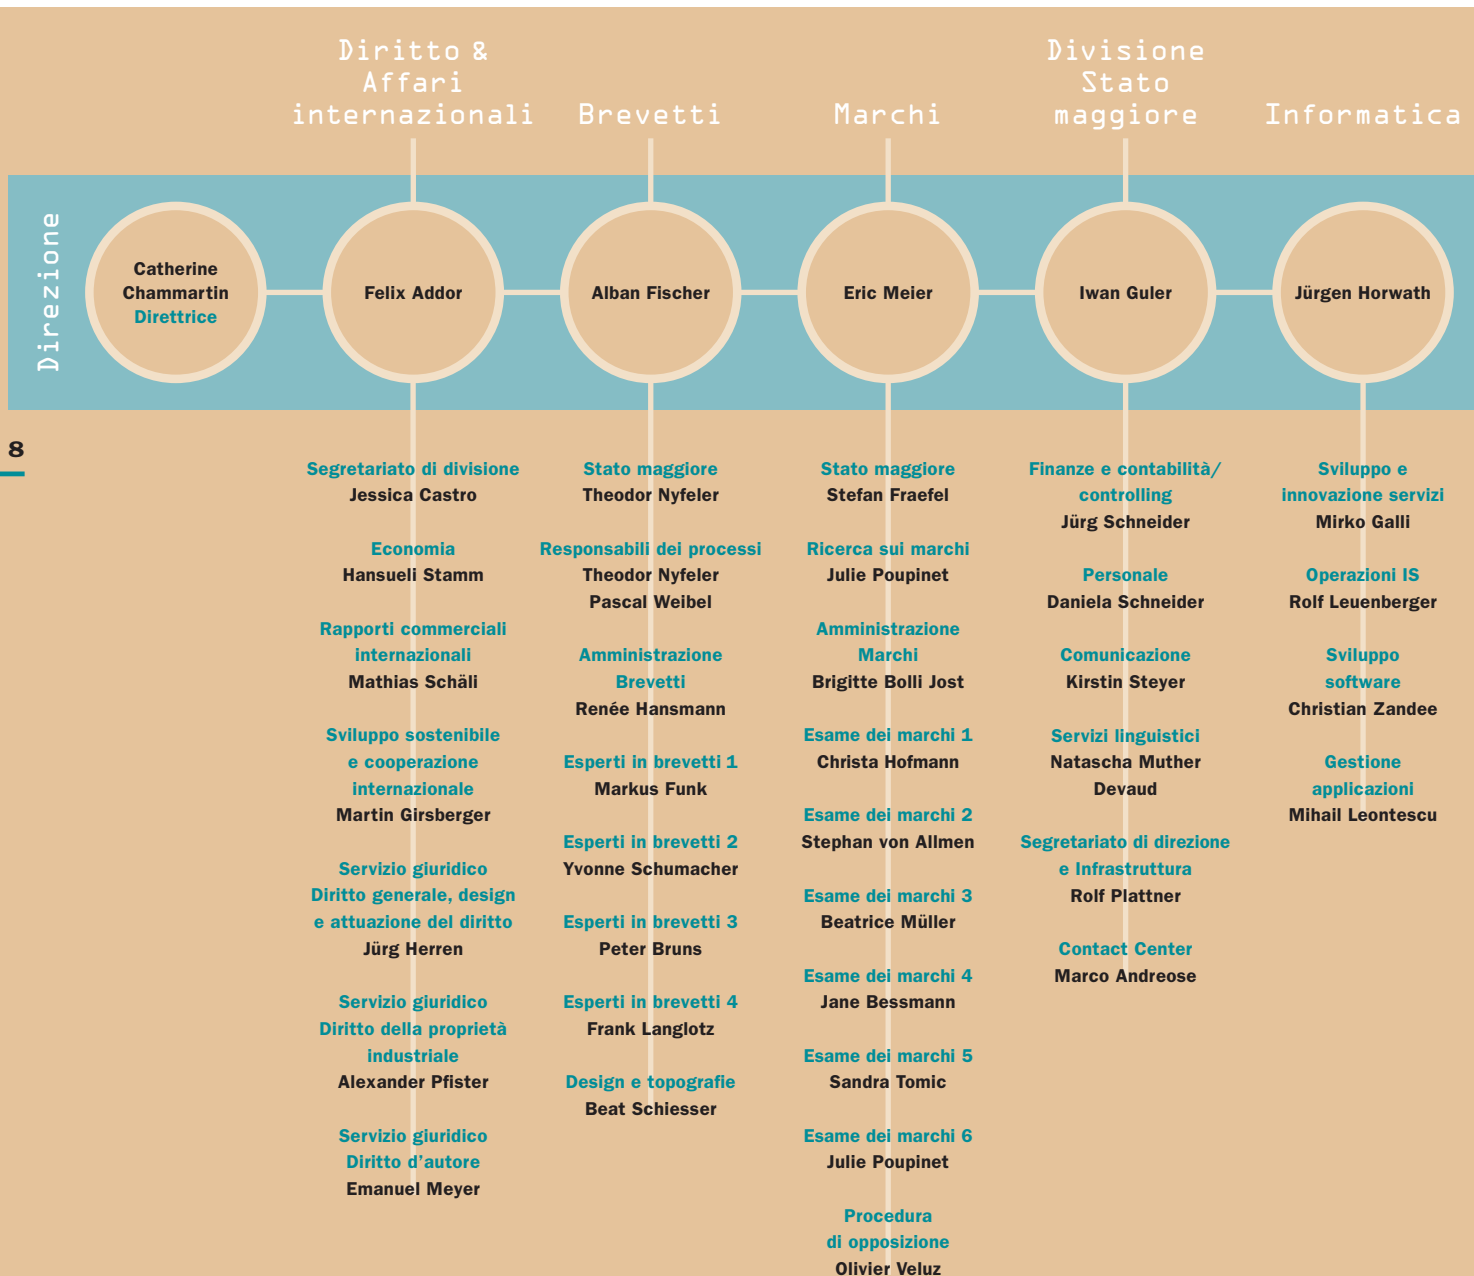 Diritto &
Affari
internazionali
Brevetti
Marchi
Divisione
Stato
maggiore
Informatica
Direzione
Catherine
Chammartin
Direttrice
Felix Addor
Alban Fischer
Eric Meier
Iwan Guler
Jürgen Horwath
8
Segretariato di divisione
Jessica Castro
Economia
Hansueli Stamm
Rapporti commerciali
internazionali
Mathias Schäli
Sviluppo sostenibile
e cooperazione
internazionale
Martin Girsberger
Servizio giuridico
Diritto generale, design
e attuazione del diritto
Jürg Herren
Servizio giuridico
Diritto della proprietà
industriale
Alexander Pfister
Servizio giuridico
Diritto d’autore
Emanuel Meyer
Stato maggiore
Theodor Nyfeler
Responsabili dei processi
Theodor Nyfeler
Pascal Weibel
Amministrazione
Brevetti
Renée Hansmann
Esperti in brevetti 1
Markus Funk
Esperti in brevetti 2
Yvonne Schumacher
Esperti in brevetti 3
Peter Bruns
Esperti in brevetti 4
Frank Langlotz
Design e topografie
Beat Schiesser
Stato maggiore
Stefan Fraefel
Ricerca sui marchi
Julie Poupinet
Amministrazione
Marchi
Brigitte Bolli Jost
Esame dei marchi 1
Christa Hofmann
Esame dei marchi 2
Stephan von Allmen
Esame dei marchi 3
Beatrice Müller
Esame dei marchi 4
Jane Bessmann
Esame dei marchi 5
Sandra Tomic
Esame dei marchi 6
Julie Poupinet
Procedura
di opposizione
Olivier Veluz
Finanze e contabilità/
controlling
Jürg Schneider
Personale
Daniela Schneider
Comunicazione
Kirstin Steyer
Servizi linguistici
Natascha Muther
Devaud
Segretariato di direzione
e Infrastruttura
Rolf Plattner
Contact Center
Marco Andreose
Sviluppo e
innovazione servizi
Mirko Galli
Operazioni IS
Rolf Leuenberger
Sviluppo
software
Christian Zandee
Gestione
applicazioni
Mihail Leontescu